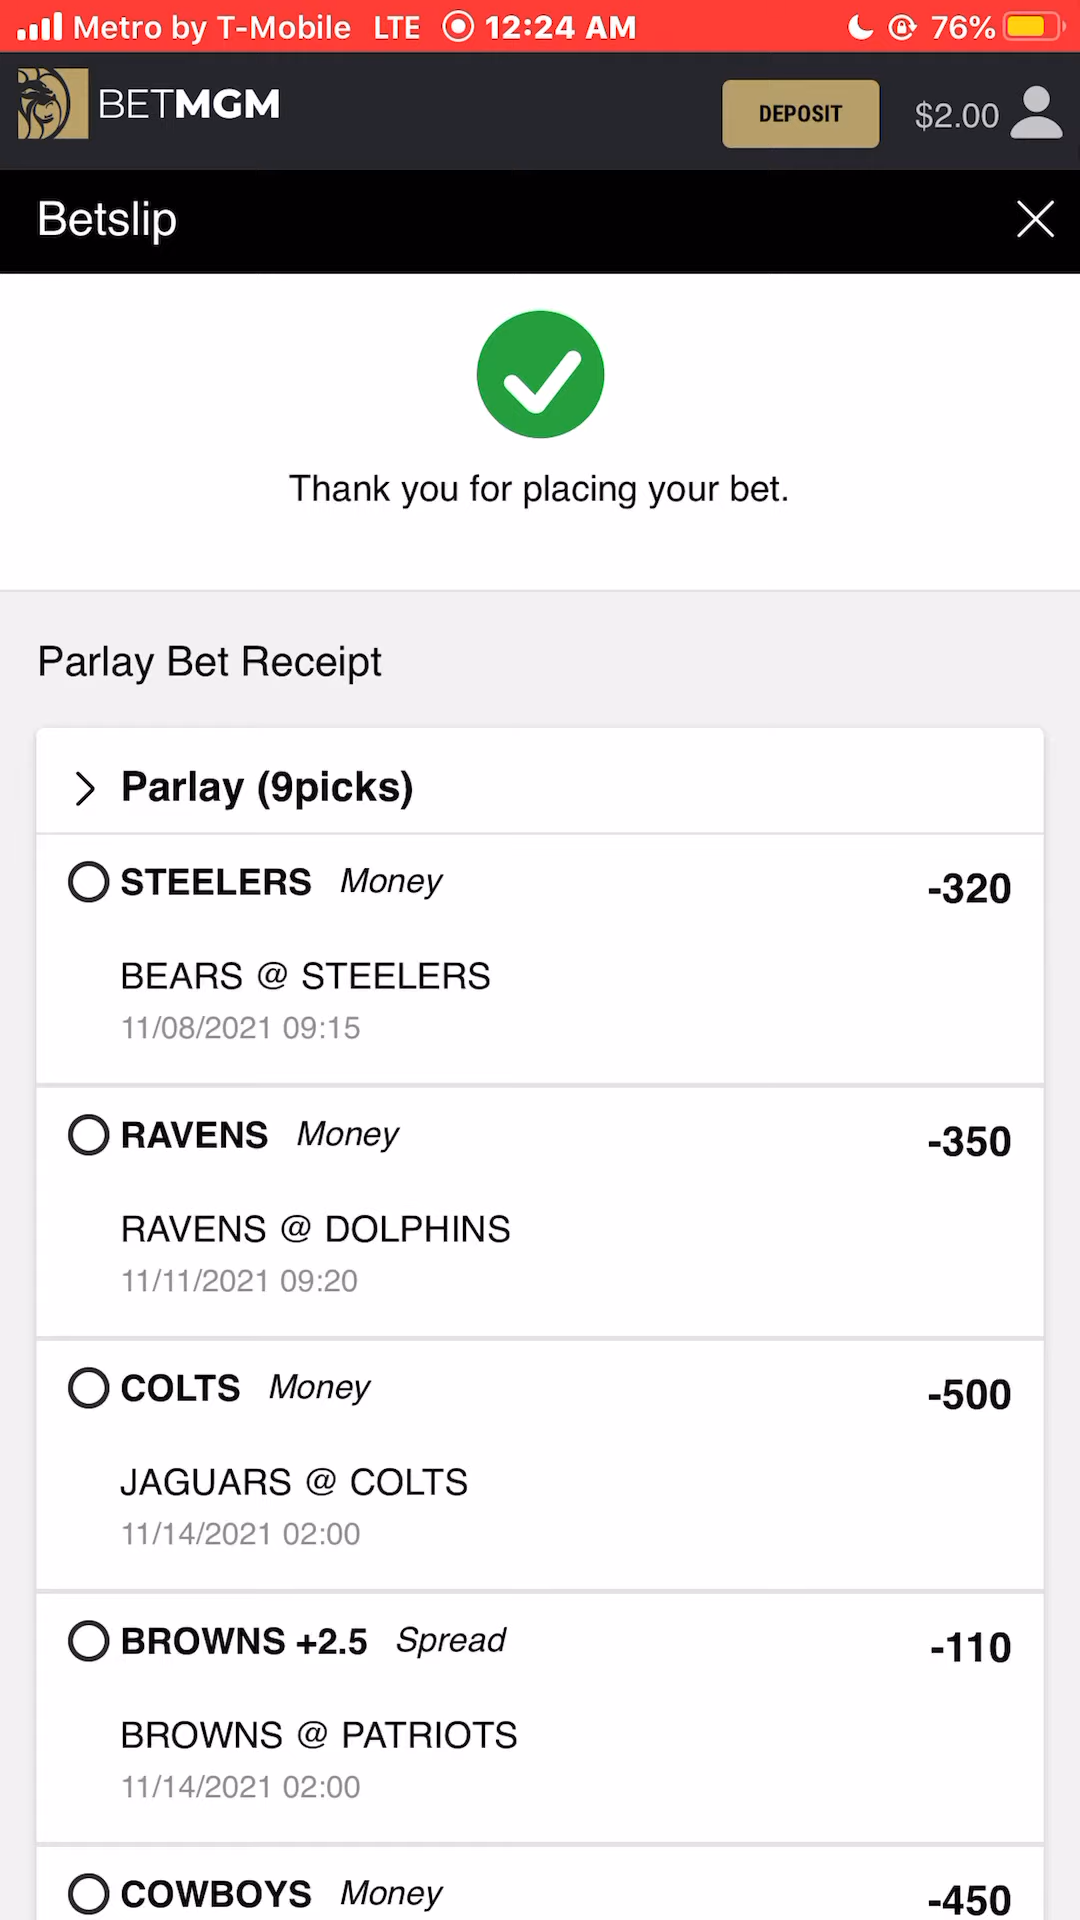 Metro by T-Mobile LTE 12:24 AM 76%
BETMGM DEPOSIT $2.00
Betslip
Thank you for placing your bet.
Parlay Bet Receipt
Parlay (9picks)
STEELERS Money -320
BEARS @ STEELERS
11/08/2021 09:15
RAVENS Money -350
RAVENS @ DOLPHINS
11/11/2021 09:20
COLTS Money -500
JAGUARS @ COLTS
11/14/2021 02:00
BROWNS +2.5 Spread -110
BROWNS @ PATRIOTS
11/14/2021 02:00
COWBOYS Money -450